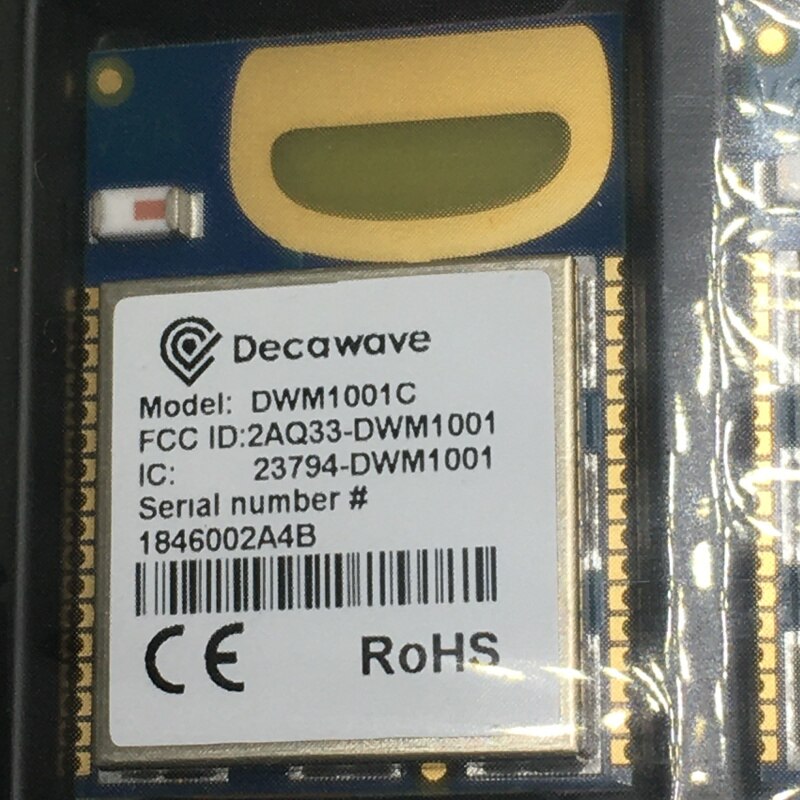 Decawave
Model: DWM1001C
FCC ID:2AQ33-DWM1001
IC: 23794-DWM1001
Serial number #
1846002A4B
CE
RoHS